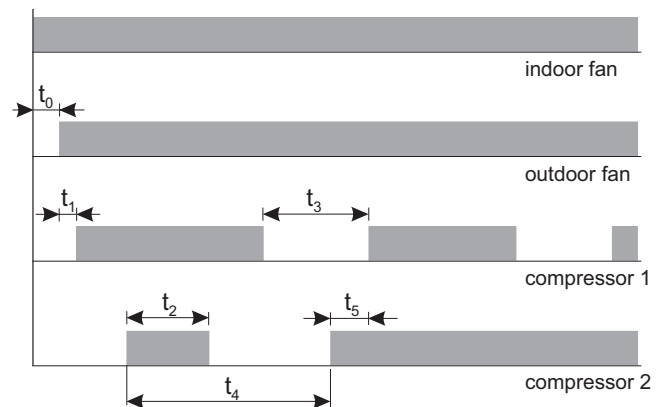 indoor fan
t₀
outdoor fan
t₁
t₃
compressor 1
t₂
t₅
t₄
compressor 2